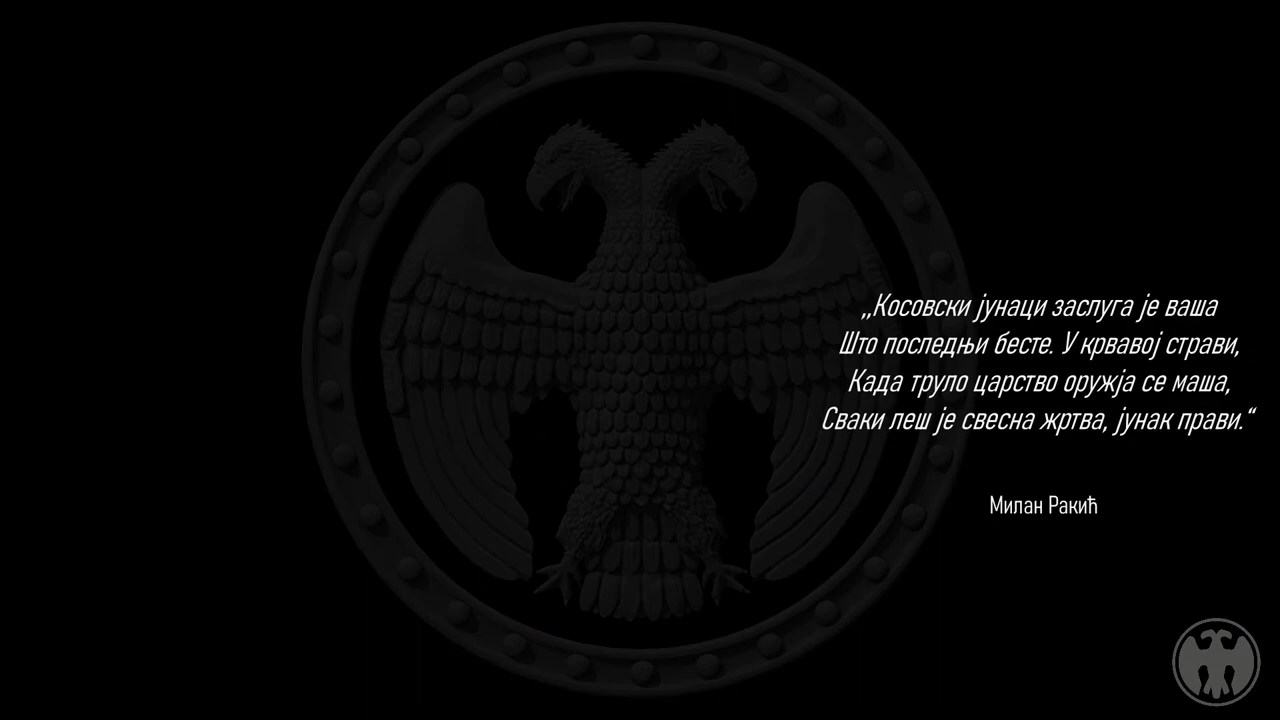 „Косовски јунаци заслуга је ваша
Што последњи бесте. У крвавој страви,
Када труло царство оружја се маша,
Сваки леш је свесна жртва, јунак прави.“
Милан Ракић